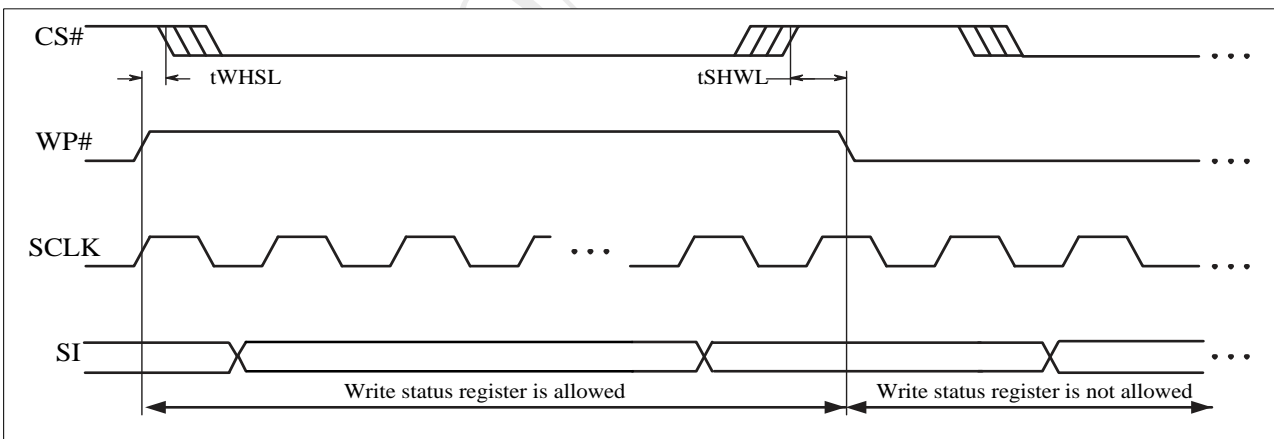 CS#
tWHSL
tSHWL
WP#
SCLK
SI
Write status register is allowed
Write status register is not allowed